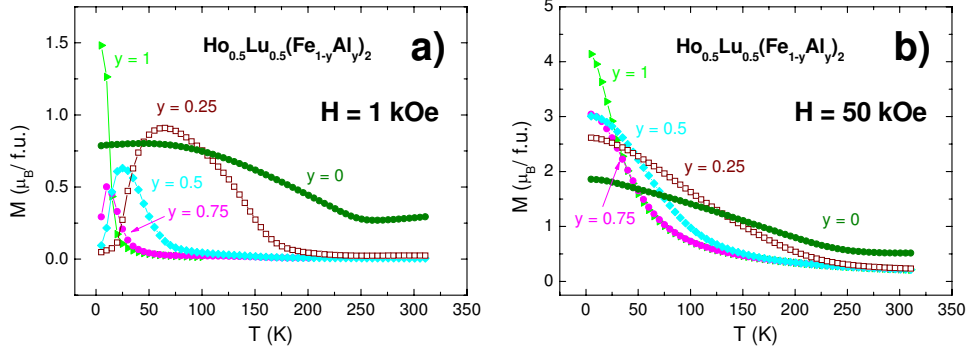 a)
Ho0.5Lu0.5(Fe1-yAly)2
H = 1 kOe
y = 1
y = 0.25
y = 0.5
y = 0
y = 0.75
M (μB/ f.u.)
1.5
1.0
0.5
0.0
0 50 100 150 200 250 300 350
T (K)
b)
Ho0.5Lu0.5(Fe1-yAly)2
H = 50 kOe
y = 1
y = 0.5
y = 0.25
y = 0
y = 0.75
M (μB/ f.u.)
5
4
3
2
1
0
0 50 100 150 200 250 300 350
T (K)